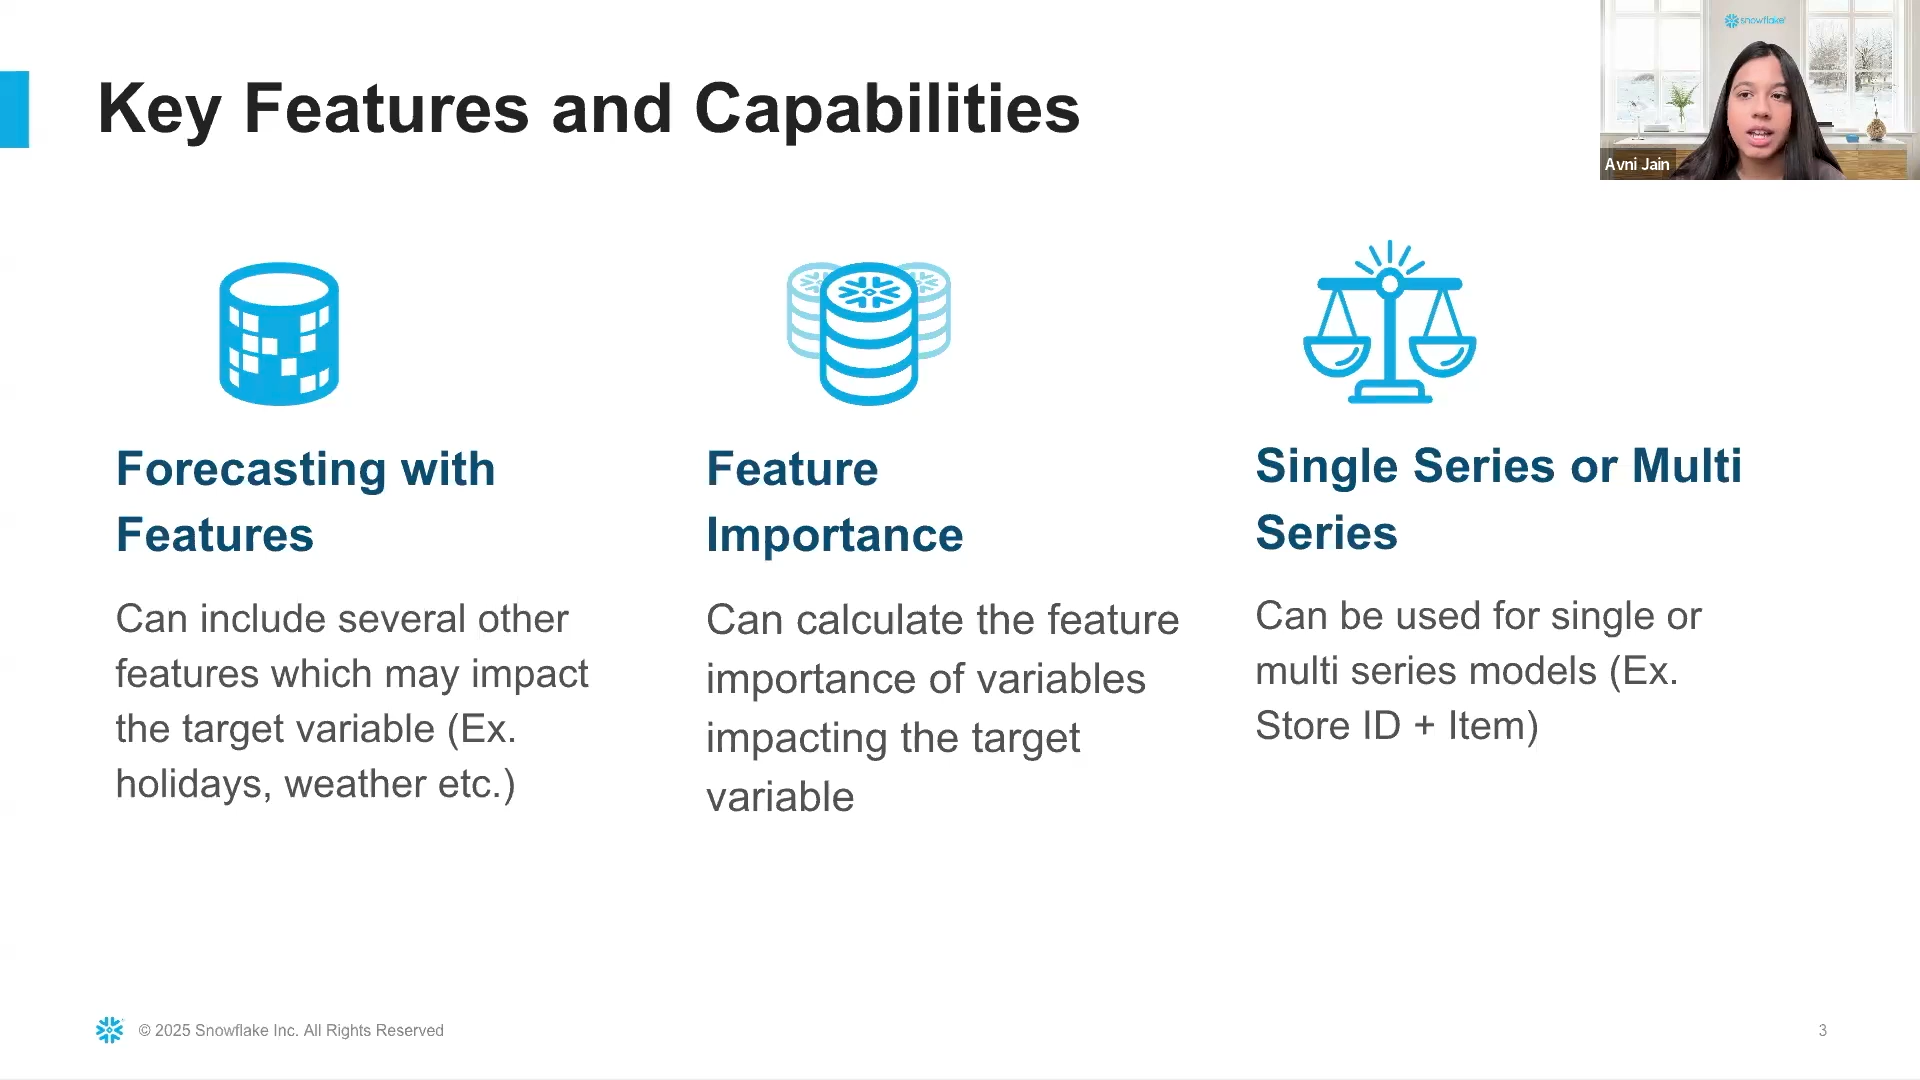 Key Features and Capabilities
snowflake
Avni Jain
Forecasting with
Features
Can include several other
features which may impact
the target variable (Ex.
holidays, weather etc.)
Feature
Importance
Can calculate the feature
importance of variables
impacting the target
variable
Single Series or Multi
Series
Can be used for single or
multi series models (Ex.
Store ID + Item)
© 2025 Snowflake Inc. All Rights Reserved
3